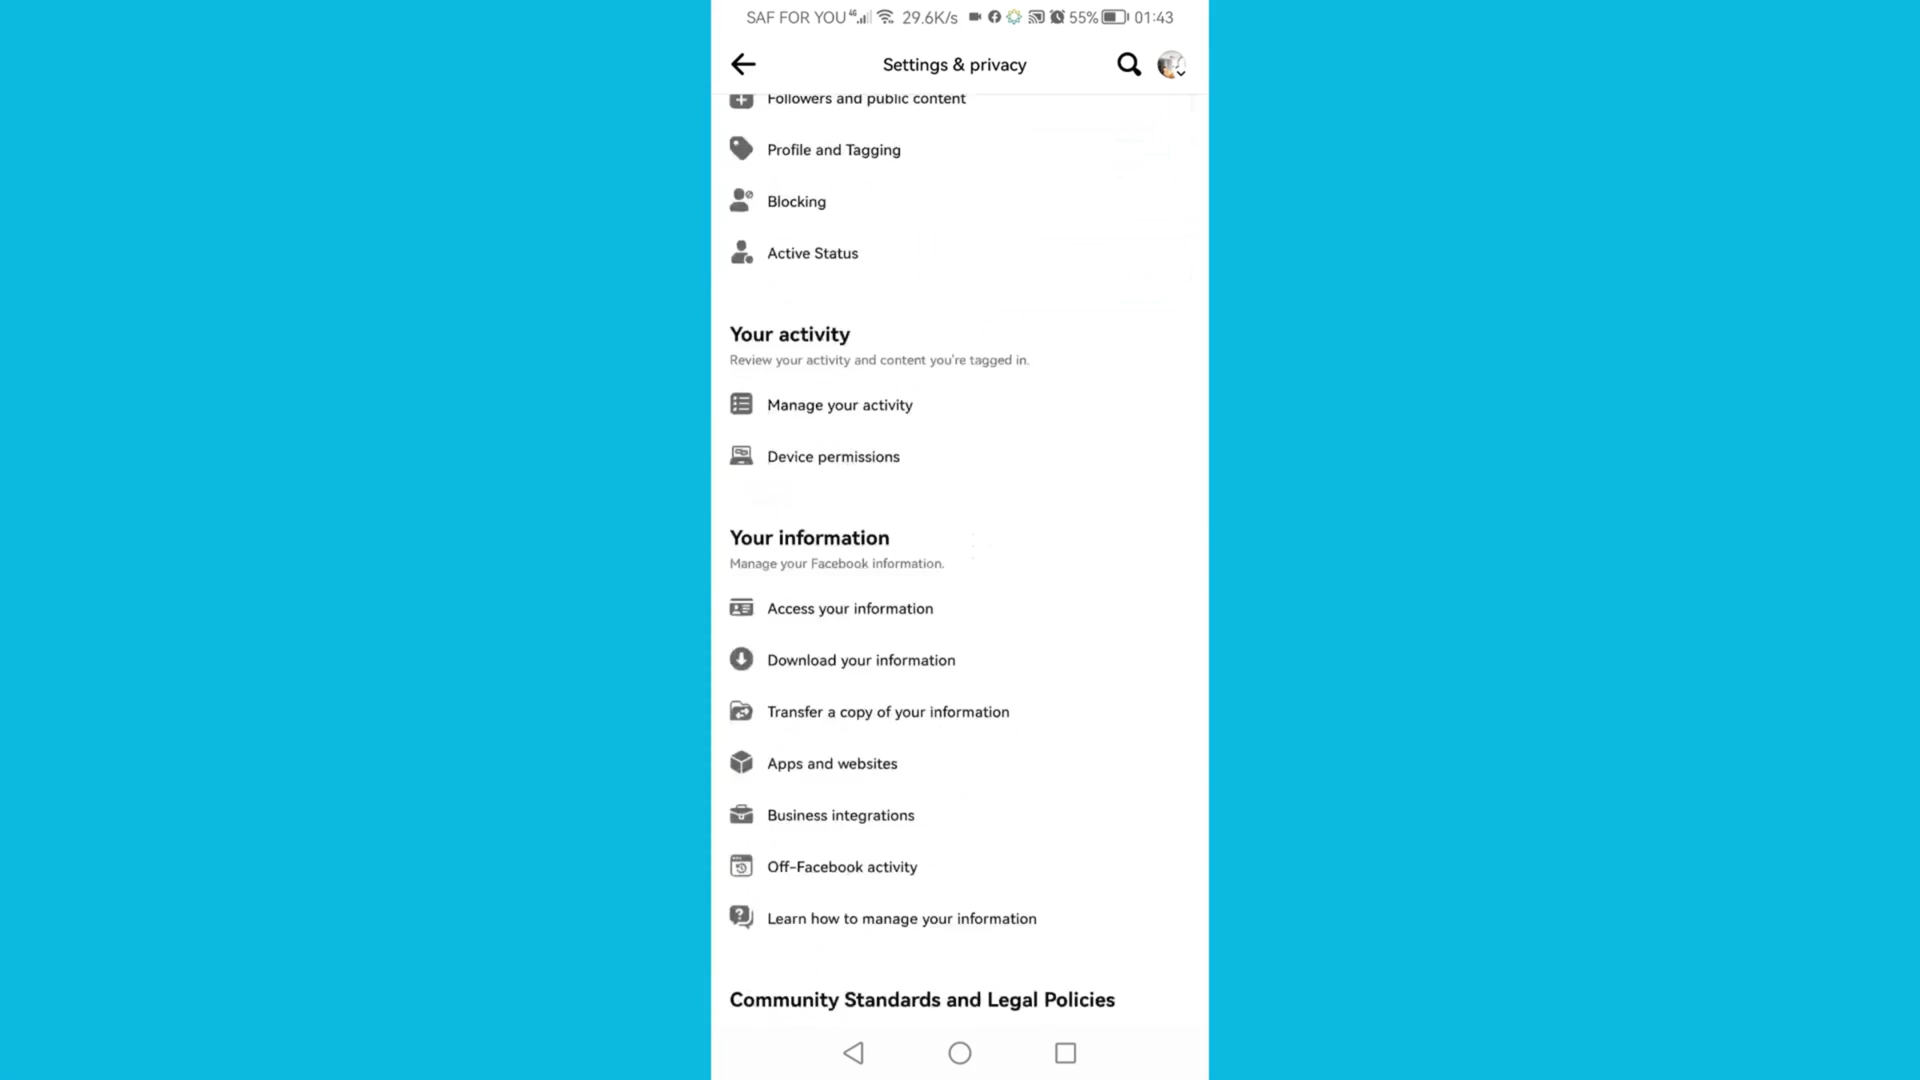 SAF FOR YOU 4G 29.6K/s 55% 01:43
Settings & privacy
Followers and public content
Profile and Tagging
Blocking
Active Status
Your activity
Review your activity and content you're tagged in.
Manage your activity
Device permissions
Your information
Manage your Facebook information.
Access your information
Download your information
Transfer a copy of your information
Apps and websites
Business integrations
Off-Facebook activity
Learn how to manage your information
Community Standards and Legal Policies